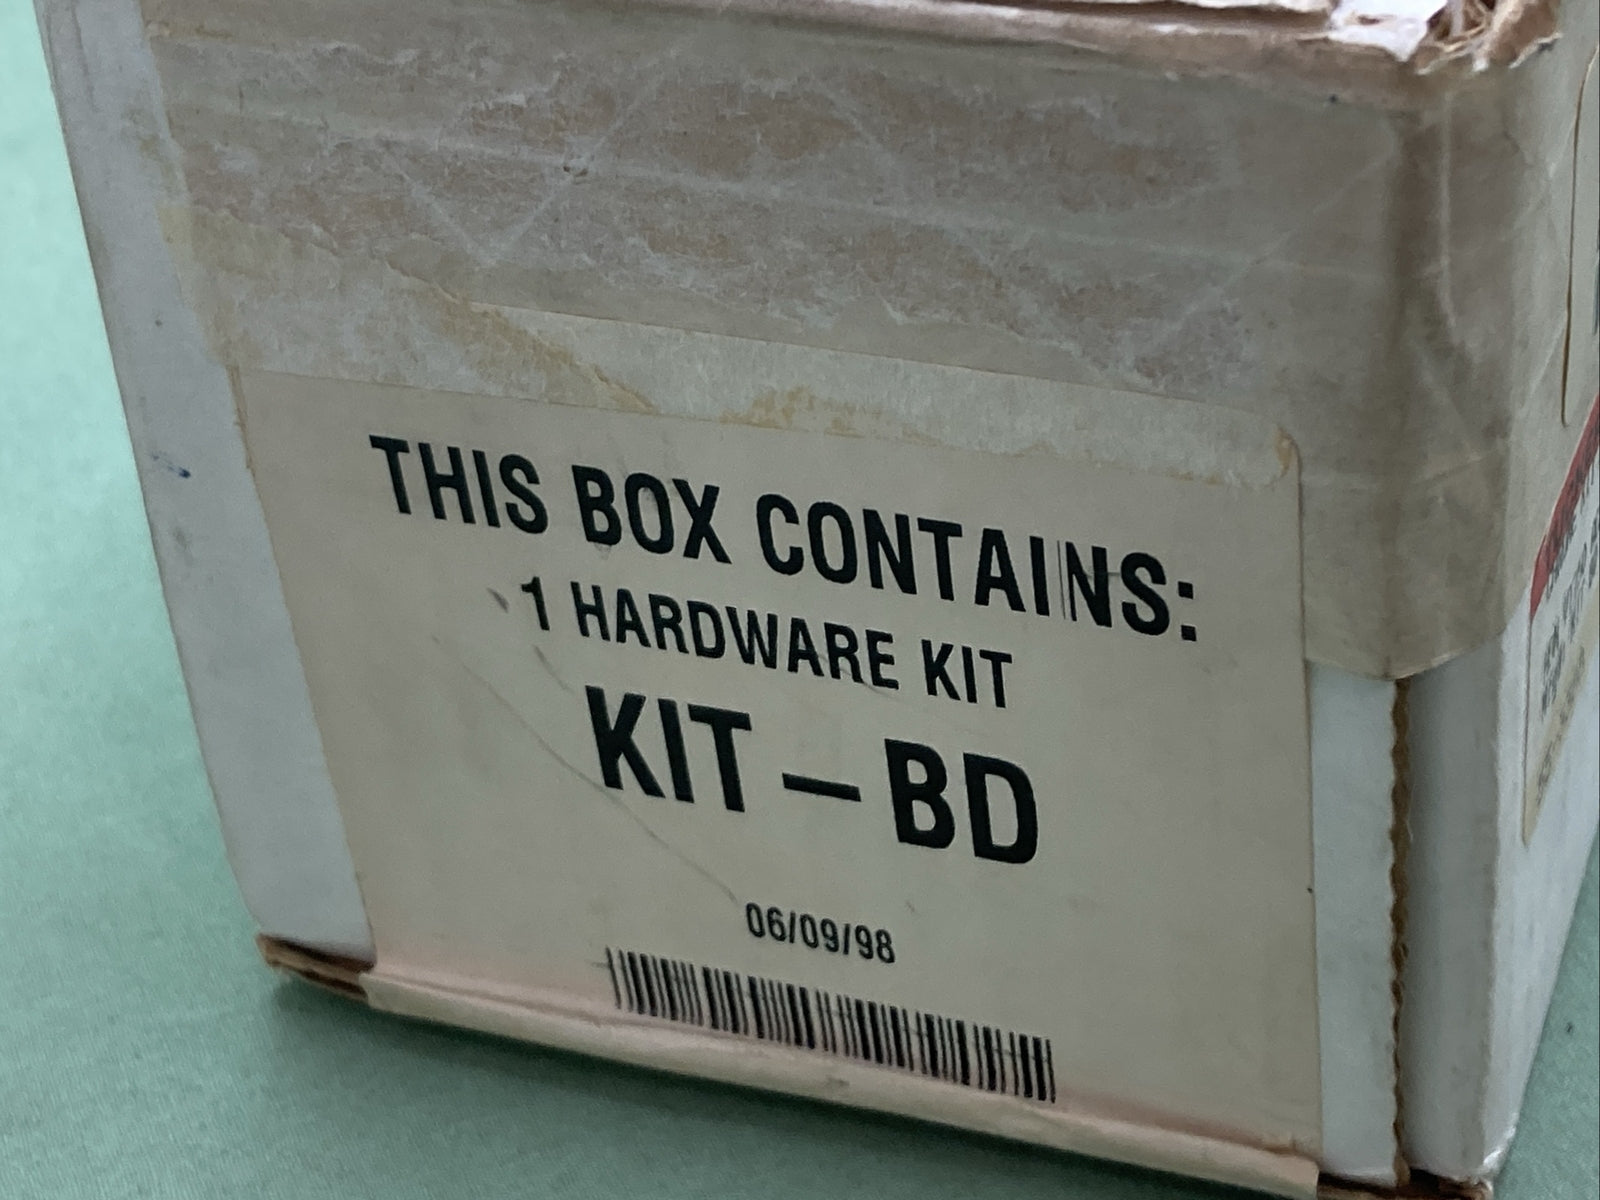 THIS BOX CONTAINS:
1 HARDWARE KIT
KIT – BD
06/09/98